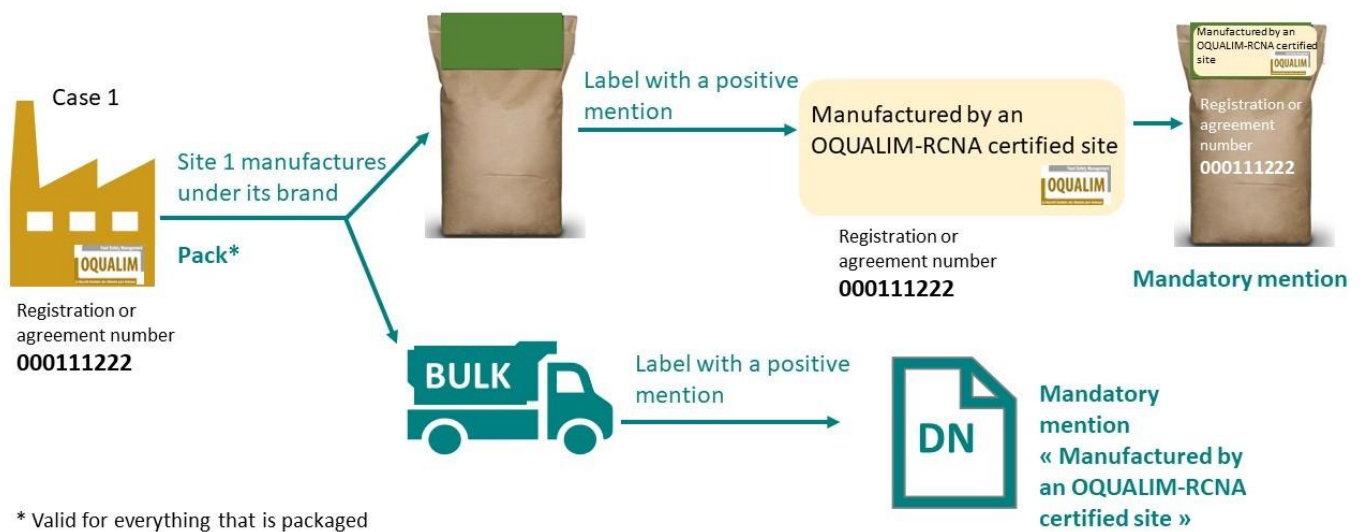 Case 1
Site 1 manufactures
under its brand
Pack*
OQUALIM
Registration or
agreement number
000111222
Label with a positive
mention
Manufactured by an
OQUALIM-RCNA certified site
OQUALIM
Registration or
agreement number
000111222
Manufactured by an
OQUALIM-RCNA certified
site
OQUALIM
Registration or
agreement
number
000111222
Mandatory mention
BULK
Label with a positive
mention
DN
Mandatory
mention
« Manufactured by
an OQUALIM-RCNA
certified site »
* Valid for everything that is packaged